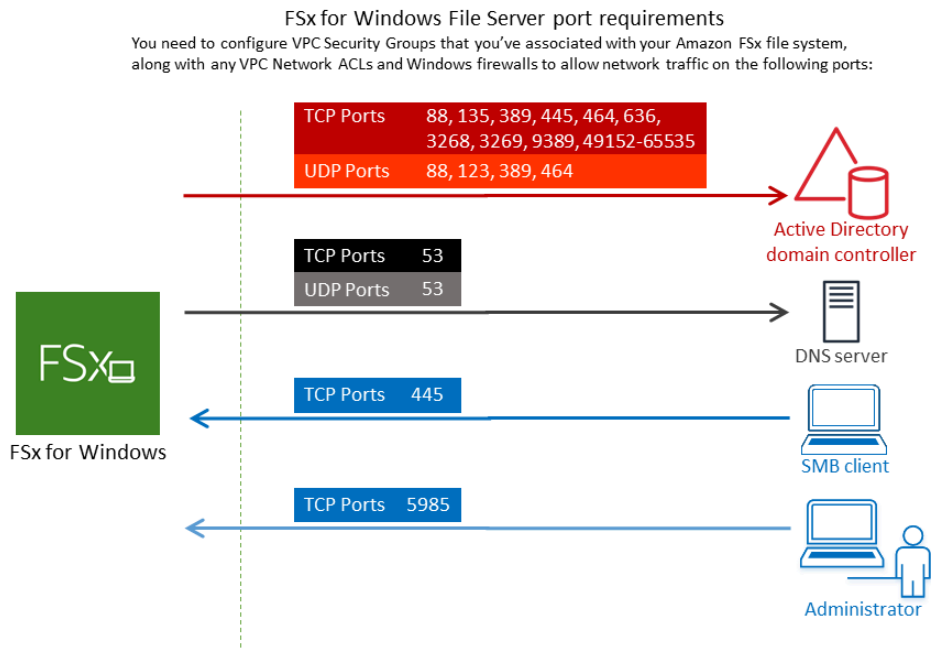 FSx for Windows File Server port requirements
You need to configure VPC Security Groups that you've associated with your Amazon FSx file system,
along with any VPC Network ACLs and Windows firewalls to allow network traffic on the following ports:
TCP Ports 88, 135, 389, 445, 464, 636,
3268, 3269, 9389, 49152-65535
UDP Ports 88, 123, 389, 464
Active Directory
domain controller
TCP Ports 53
UDP Ports 53
DNS server
FSx
FSx for Windows
TCP Ports 445
SMB client
TCP Ports 5985
Administrator